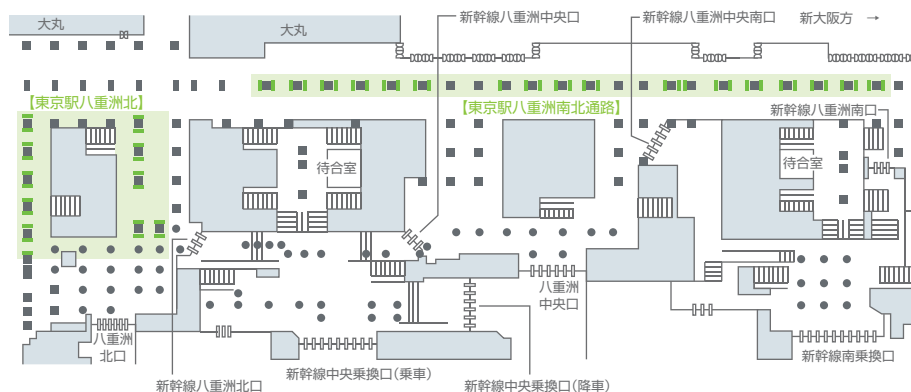 大丸
大丸
新幹線八重洲中央口
新幹線八重洲中央南口
新大阪方 →
【東京駅八重洲北】
【東京駅八重洲南北通路】
新幹線八重洲南口
待合室
待合室
八重洲
中央口
八重洲
北口
新幹線八重洲北口
新幹線中央乗換口(乗車)
新幹線中央乗換口(降車)
新幹線南乗換口